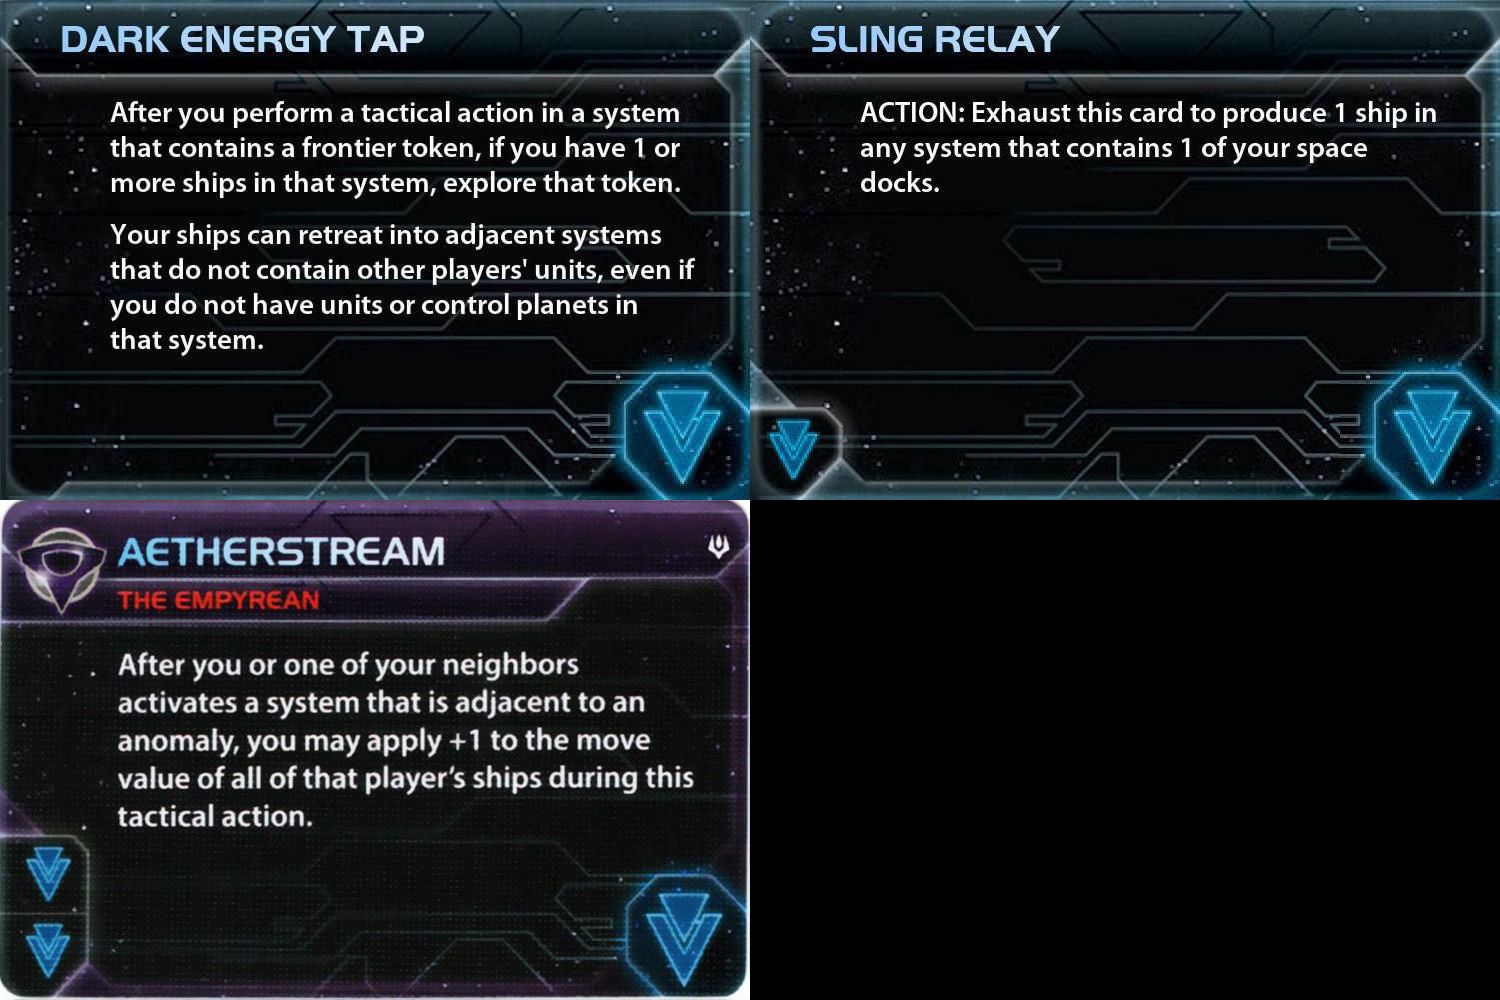 DARK ENERGY TAP
After you perform a tactical action in a system
that contains a frontier token, if you have 1 or
more ships in that system, explore that token.
Your ships can retreat into adjacent systems
that do not contain other players' units, even if
you do not have units or control planets in
that system.
SLING RELAY
ACTION: Exhaust this card to produce 1 ship in
any system that contains 1 of your space
docks.
AETHERSTREAM
THE EMPYREAN
After you or one of your neighbors
activates a system that is adjacent to an
anomaly, you may apply +1 to the move
value of all of that player's ships during this
tactical action.